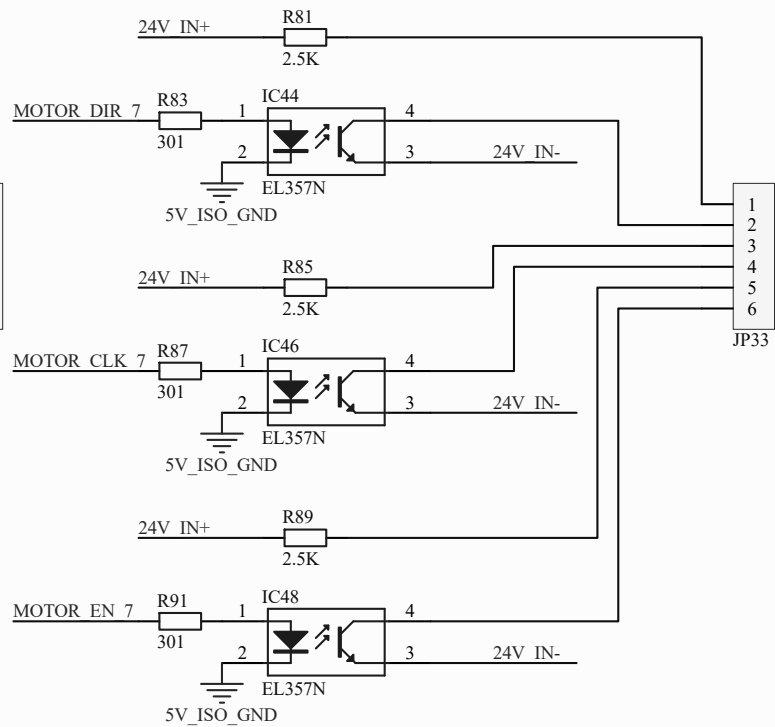 24V_IN+
R81
2.5K
MOTOR_DIR_7
R83
301
IC44
1
2
4
3
EL357N
24V_IN-
5V_ISO_GND
24V_IN+
R85
2.5K
MOTOR_CLK_7
R87
301
IC46
1
2
4
3
EL357N
24V_IN-
5V_ISO_GND
24V_IN+
R89
2.5K
MOTOR_EN_7
R91
301
IC48
1
2
4
3
EL357N
24V_IN-
5V_ISO_GND
1
2
3
4
5
6
JP33